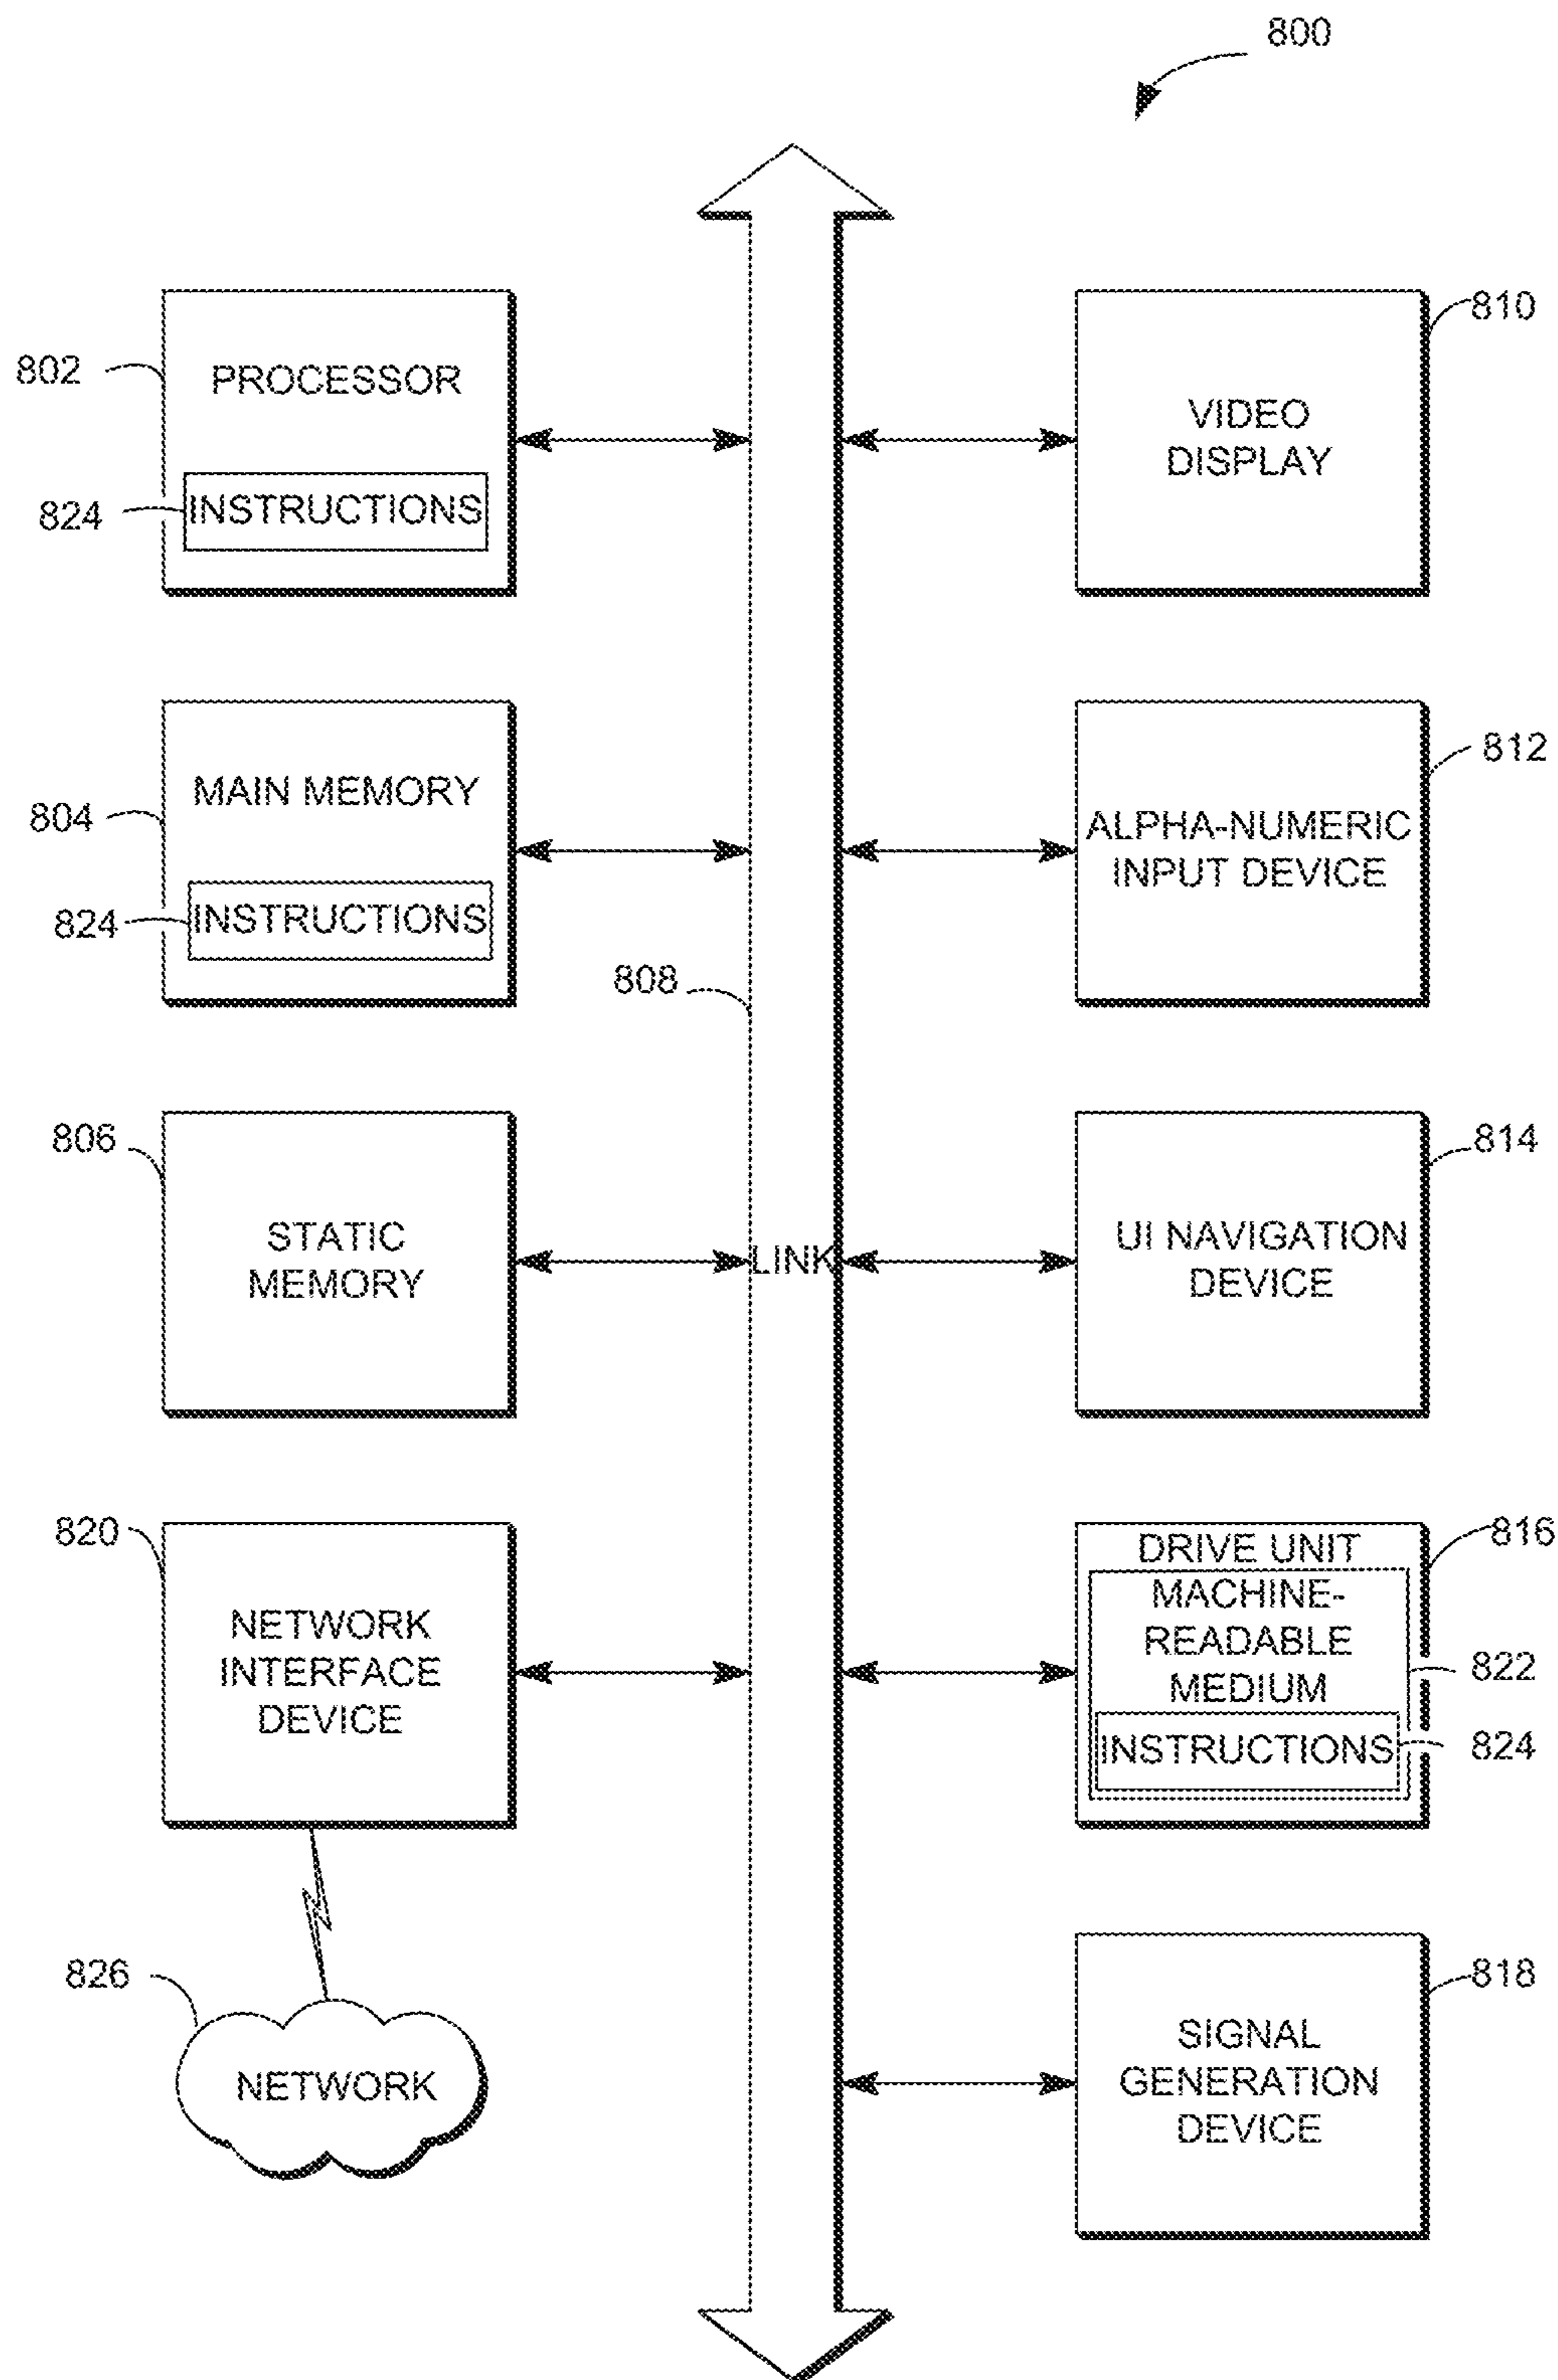 800
802
PROCESSOR
824
INSTRUCTIONS
810
VIDEO
DISPLAY
804
MAIN MEMORY
824
INSTRUCTIONS
812
ALPHA-NUMERIC
INPUT DEVICE
808
LINK
806
STATIC
MEMORY
814
UI NAVIGATION
DEVICE
820
NETWORK
INTERFACE
DEVICE
816
DRIVE UNIT
MACHINE-
READABLE
MEDIUM
822
INSTRUCTIONS
824
826
NETWORK
818
SIGNAL
GENERATION
DEVICE